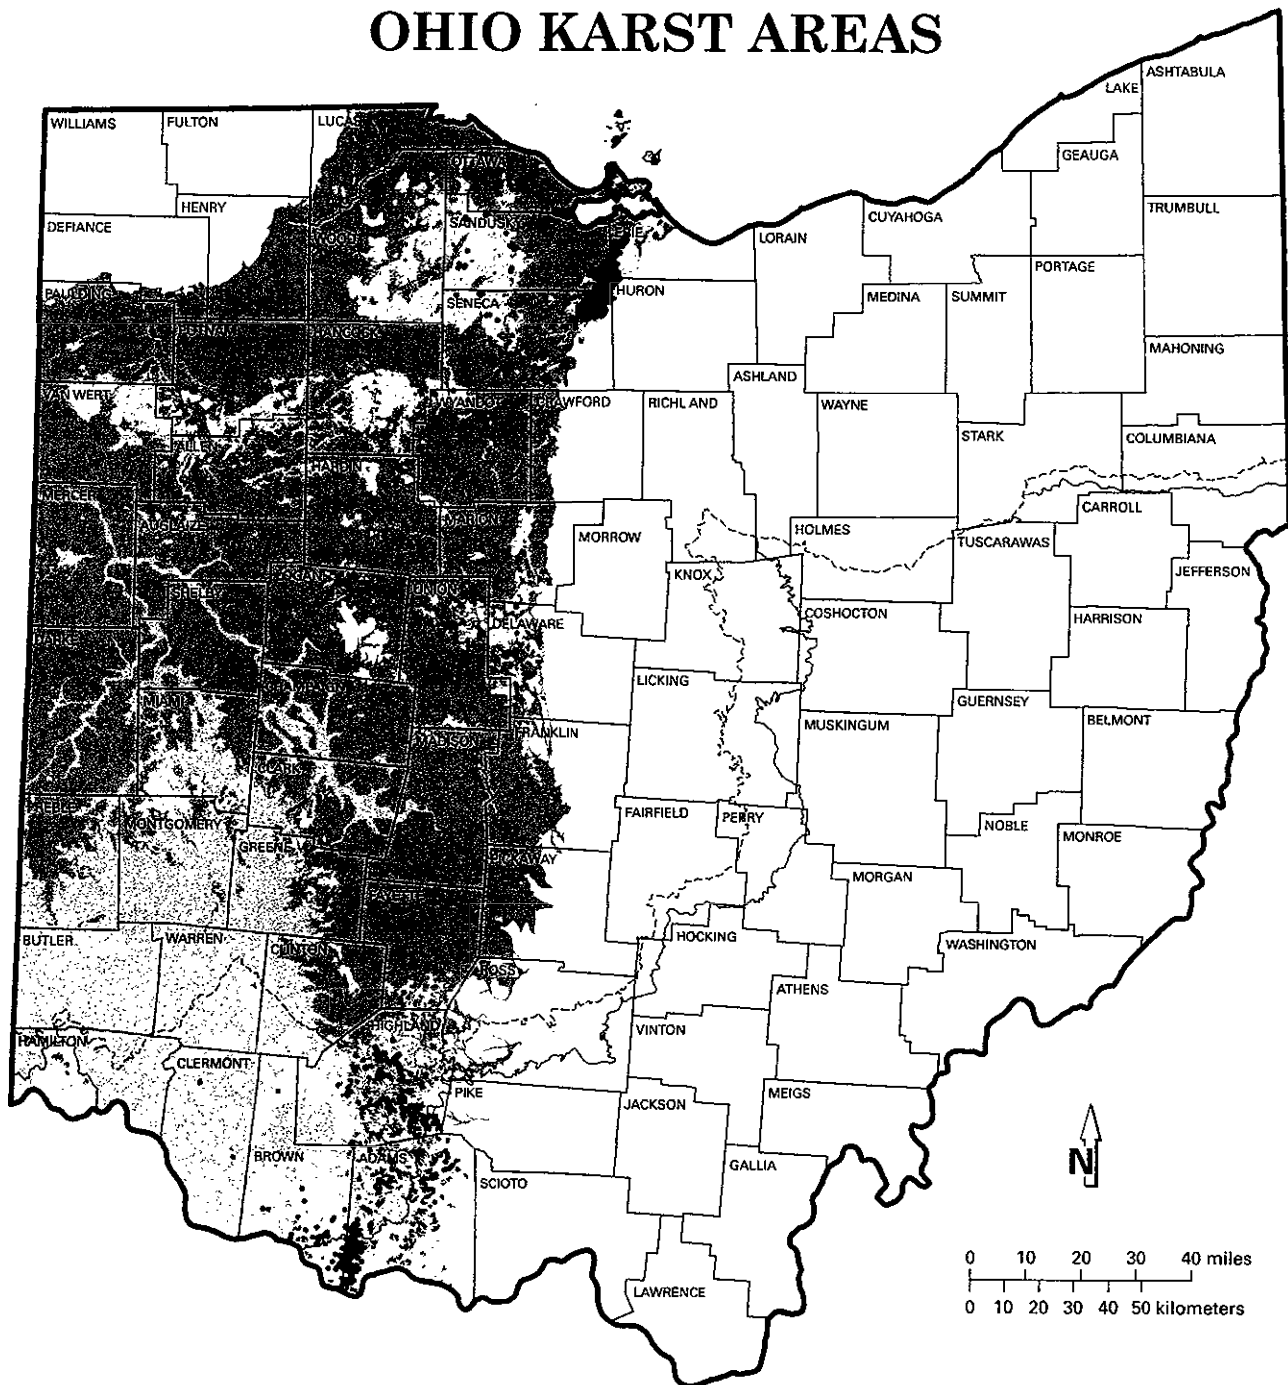 OHIO KARST AREAS
ASHTABULA
LAKE
WILLIAMS
FULTON
LUCAS
GEAUGA
OTTAWA
HENRY
TRUMBULL
DEFIANCE
SANDUSKY
CUYAHOGA
ERIE
WOOD
LORAIN
PORTAGE
PAULDING
HURON
SENECA
MEDINA
SUMMIT
PUTNAM
HANCOCK
MAHONING
ASHLAND
VAN WERT
WYANDOT
CRAWFORD
RICHLAND
WAYNE
STARK
COLUMBIANA
ALLEN
HARDIN
MERCER
CARROLL
AUGLAIZE
MARION
MORROW
HOLMES
TUSCARAWAS
KNOX
JEFFERSON
LOGAN
UNION
SHELBY
DELAWARE
COSHOCTON
HARRISON
DARKE
LICKING
CHAMPAIGN
MIAMI
GUERNSEY
BELMONT
MUSKINGUM
FRANKLIN
MADISON
CLARK
PREBLE
MONTGOMERY
FAIRFIELD
PERRY
NOBLE
MONROE
GREENE
PICKAWAY
MORGAN
FAYETTE
BUTLER
WARREN
CLINTON
HOCKING
WASHINGTON
ROSS
ATHENS
HIGHLAND
VINTON
HAMILTON
CLERMONT
PIKE
JACKSON
MEIGS
BROWN
ADAMS
GALLIA
SCIOTO
N
LAWRENCE
0 10 20 30 40 miles
0 10 20 30 40 50 kilometers